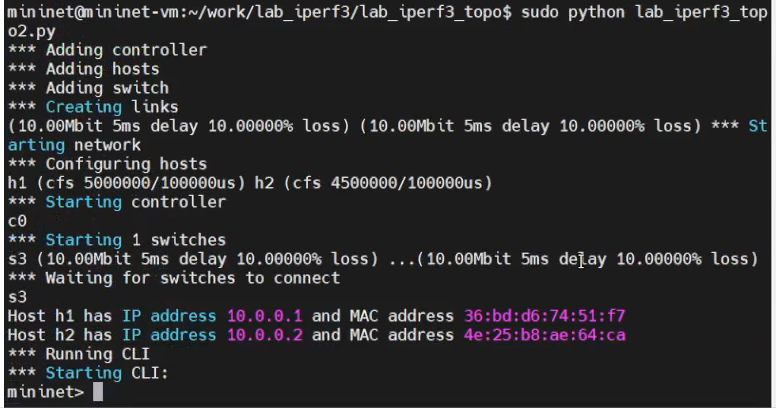 mininet@mininet-vm:~/work/lab_iperf3/lab_iperf3_topo$ sudo python lab_iperf3_top
o2.py
*** Adding controller
*** Adding hosts
*** Adding switch
*** Creating links
(10.00Mbit 5ms delay 10.00000% loss) (10.00Mbit 5ms delay 10.00000% loss) *** St
arting network
*** Configuring hosts
h1 (cfs 5000000/100000us) h2 (cfs 4500000/100000us)
*** Starting controller
c0
*** Starting 1 switches
s3 (10.00Mbit 5ms delay 10.00000% loss) ...(10.00Mbit 5ms delay 10.00000% loss)
*** Waiting for switches to connect
s3
Host h1 has IP address 10.0.0.1 and MAC address 36:bd:d6:74:51:f7
Host h2 has IP address 10.0.0.2 and MAC address 4e:25:b8:ae:64:ca
*** Running CLI
*** Starting CLI:
mininet>